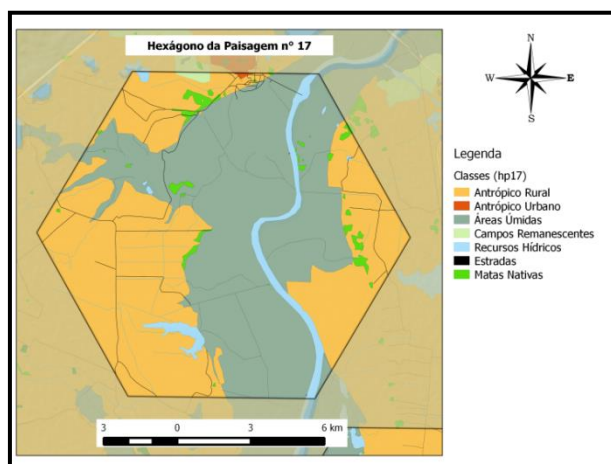 Hexágono da Paisagem n° 17
N
W
E
S
Legenda
Classes (hp17)
Antrópico Rural
Antrópico Urbano
Áreas Úmidas
Campos Remanescentes
Recursos Hídricos
Estradas
Matas Nativas
3 0 3 6 km